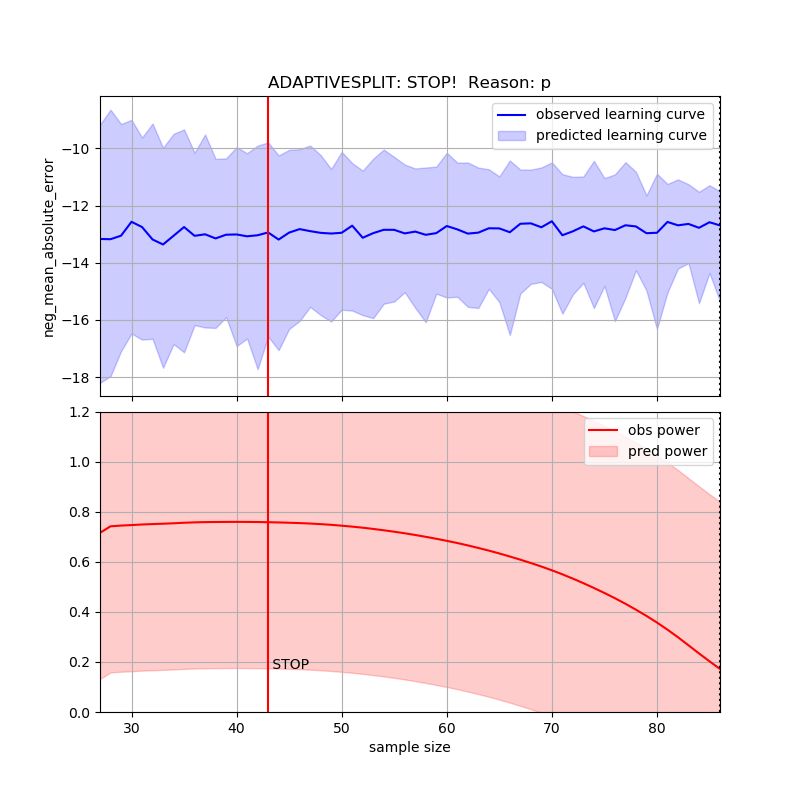 ADAPTIVESPLIT: STOP!  Reason: p
observed learning curve
predicted learning curve
neg_mean_absolute_error
−10
−12
−14
−16
−18
obs power
pred power
1.2
1.0
0.8
0.6
0.4
0.2
0.0
STOP
30 40 50 60 70 80
sample size